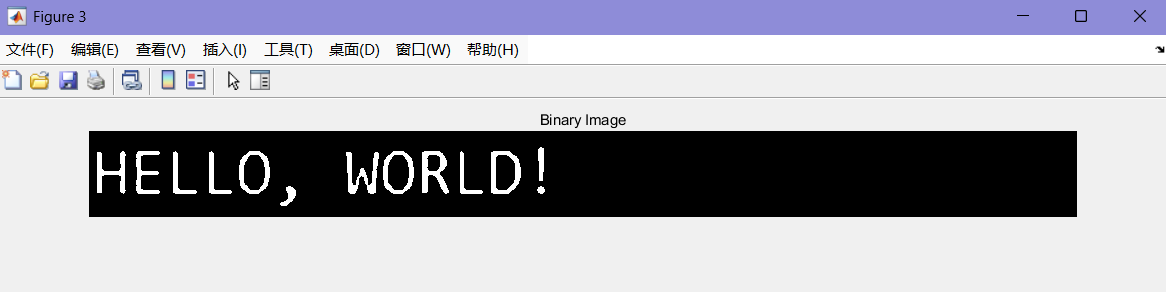 Figure 3
文件(F) 编辑(E) 查看(V) 插入(I) 工具(T) 桌面(D) 窗口(W) 帮助(H)
Binary Image
HELLO, WORLD!